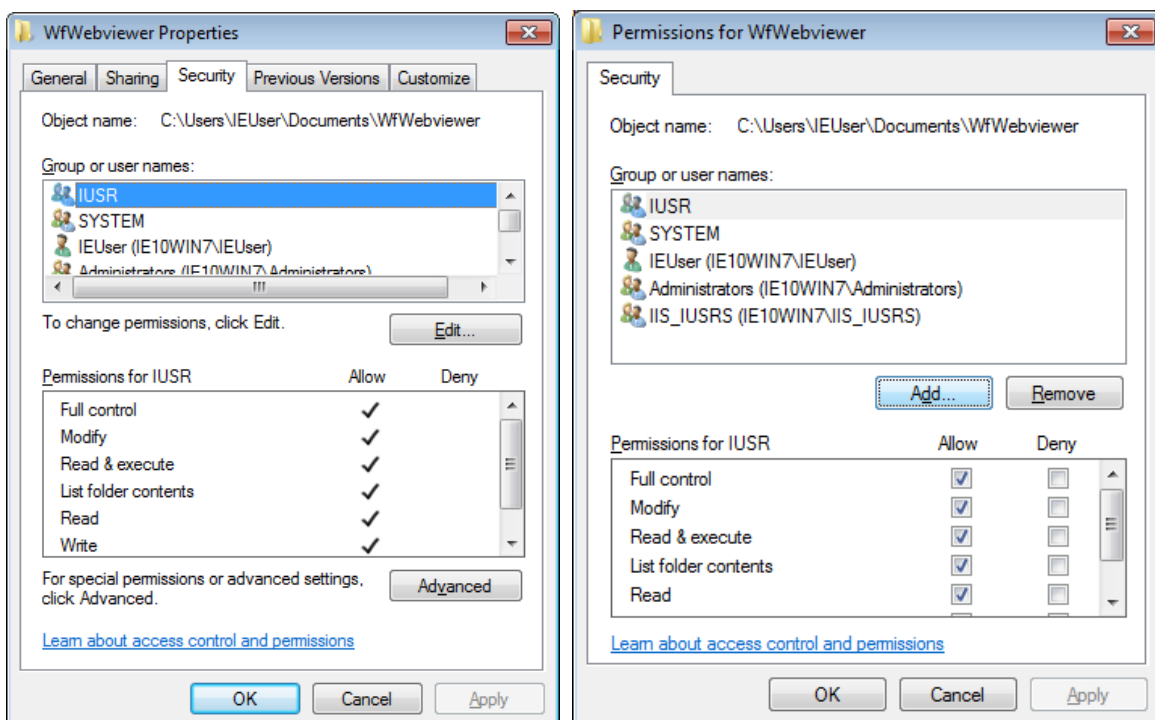 WfWebviewer Properties
General Sharing Security Previous Versions Customize
Object name: C:\Users\IEUser\Documents\WfWebviewer
Group or user names:
IUSR
SYSTEM
IEUser (IE10WIN7\IEUser)
Administrators (IE10WIN7\Administrators)
To change permissions, click Edit.
Edit...
Permissions for IUSR Allow Deny
Full control
Modify
Read & execute
List folder contents
Read
Write
For special permissions or advanced settings,
click Advanced.
Advanced
Learn about access control and permissions
OK Cancel Apply
Permissions for WfWebviewer
Security
Object name: C:\Users\IEUser\Documents\WfWebviewer
Group or user names:
IUSR
SYSTEM
IEUser (IE10WIN7\IEUser)
Administrators (IE10WIN7\Administrators)
IIS_IUSRS (IE10WIN7\IIS_IUSRS)
Add... Remove
Permissions for IUSR Allow Deny
Full control
Modify
Read & execute
List folder contents
Read
Learn about access control and permissions
OK Cancel Apply